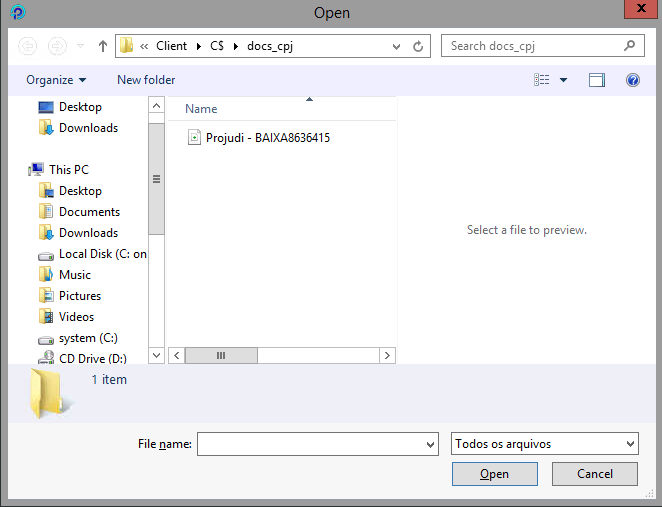 Open
« Client ▸ C$ ▸ docs_cpj
Search docs_cpj
Organize
New folder
Desktop
Downloads
This PC
Desktop
Documents
Downloads
Local Disk (C: on
Music
Pictures
Videos
system (C:)
CD Drive (D:)
Name
Projudi - BAIXA8636415
Select a file to preview.
1 item
File name:
Todos os arquivos
Open
Cancel